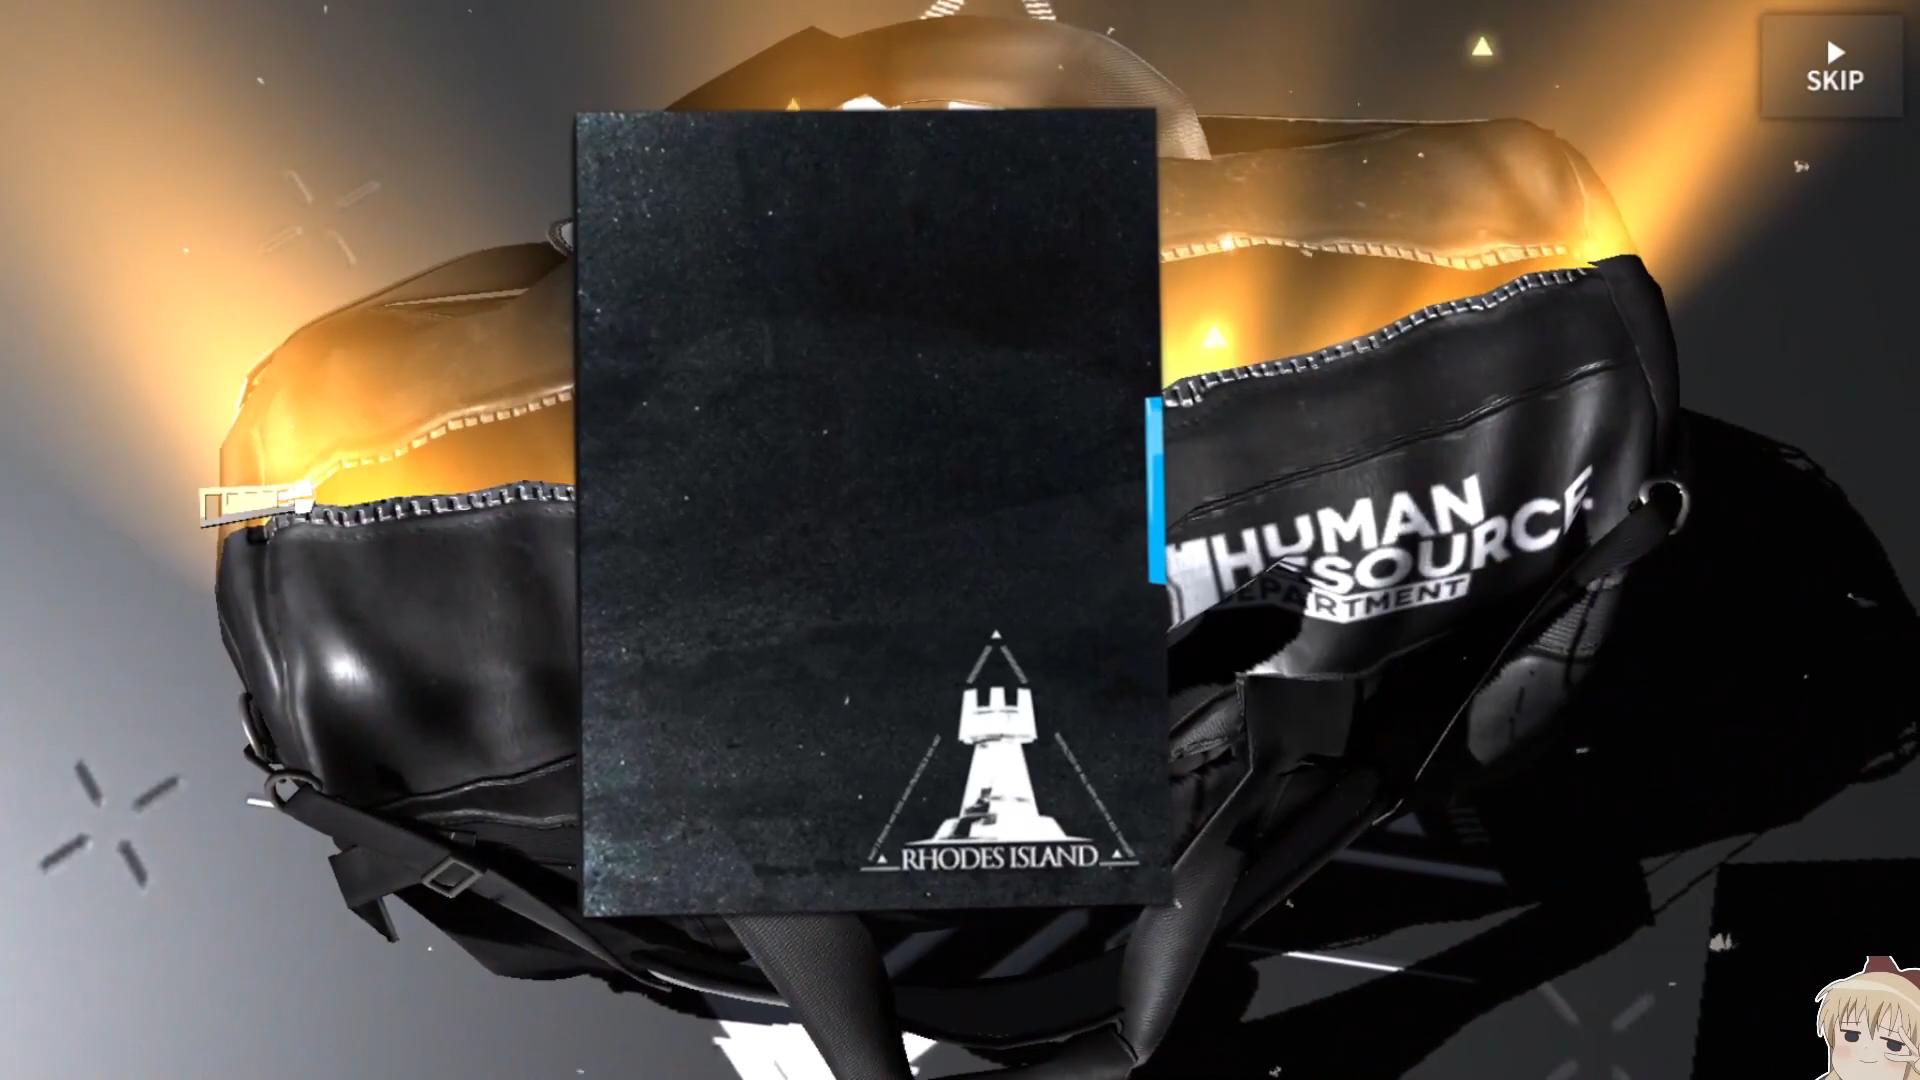 SKIP
HUMAN
RESOURCE
DEPARTMENT
RHODES ISLAND